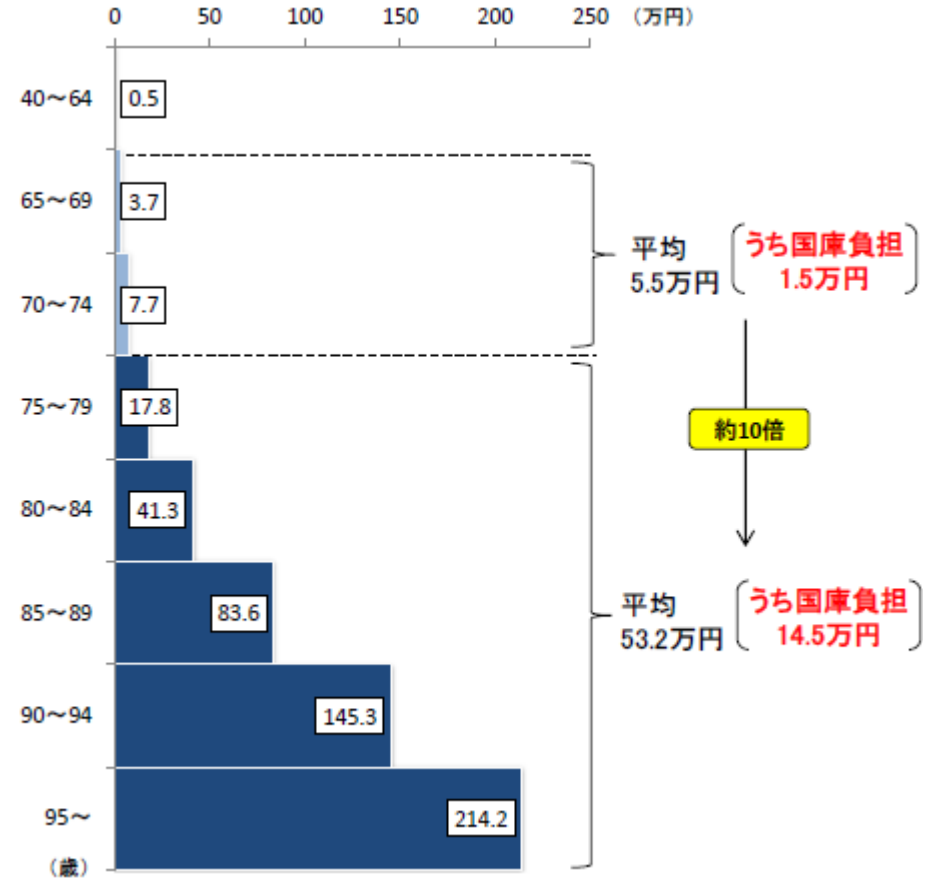 0 50 100 150 200 250 （万円）
40～64 0.5
65～69 3.7
70～74 7.7
平均
5.5万円
うち国庫負担
1.5万円
75～79 17.8
約10倍
80～84 41.3
85～89 83.6
平均
53.2万円
うち国庫負担
14.5万円
90～94 145.3
95～ 214.2
（歳）